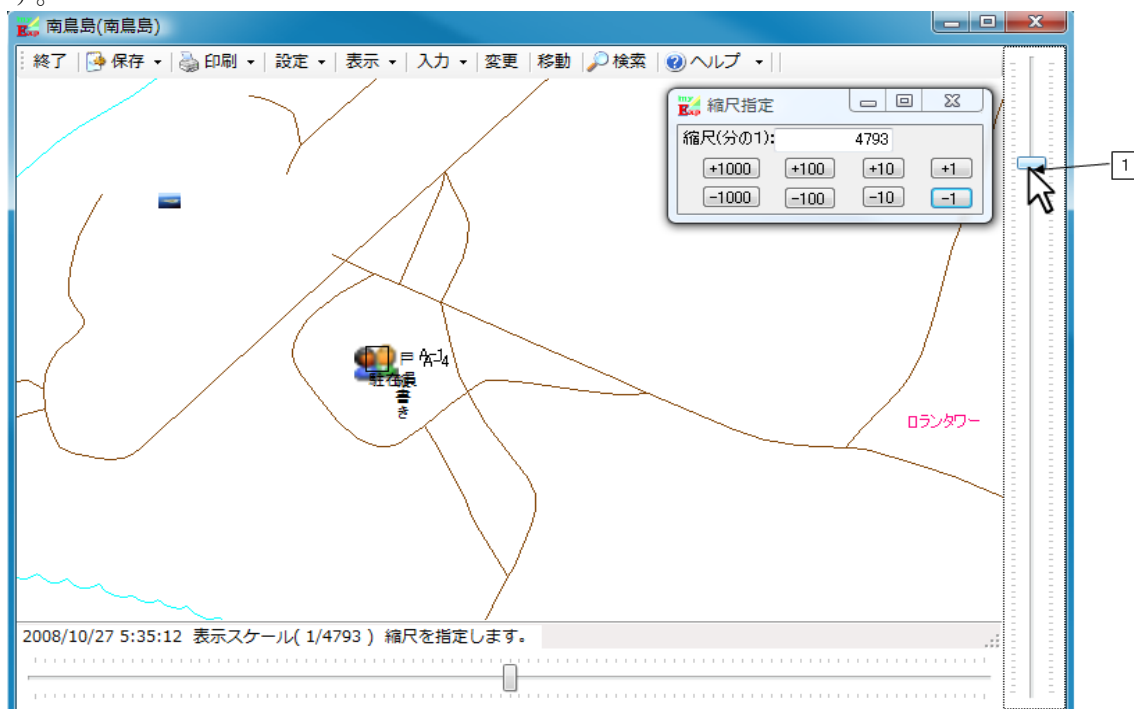 す。
南鳥島(南鳥島)
終了 保存 印刷 設定 表示 入力 変更 移動 検索 ヘルプ
縮尺指定
縮尺(分の1): 4793
+1000 +100 +10 +1
-1000 -100 -10 -1
1
駐在員
書き
ロランタワー
2008/10/27 5:35:12 表示スケール( 1/4793 ) 縮尺を指定します。